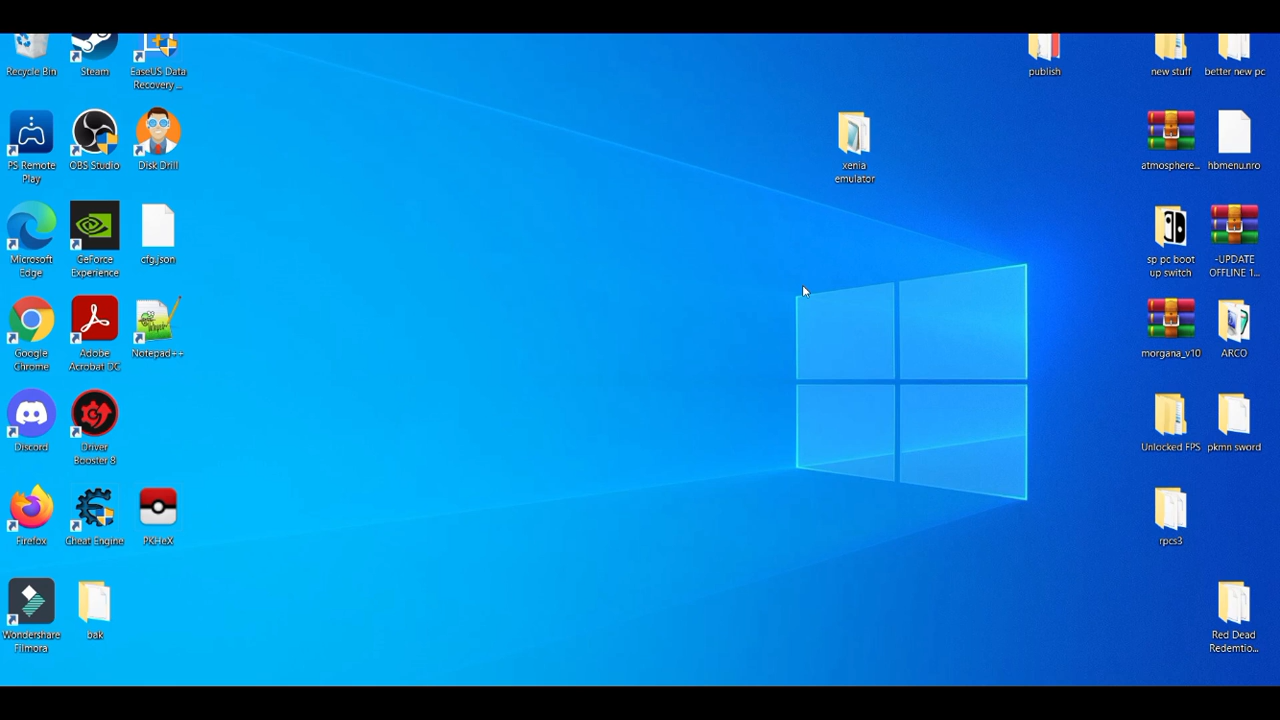 Recycle Bin
Steam
EaseUS Data
Recovery ...
publish
new stuff
better new pc
PS Remote
Play
OBS Studio
Disk Drill
xenia
emulator
atmosphere...
hbmenu.nro
Microsoft
Edge
GeForce
Experience
cfg.json
sp pc boot
up switch
-UPDATE
OFFLINE 1...
Google
Chrome
Adobe
Acrobat DC
Notepad++
morgana_v10
ARCO
Discord
Driver
Booster 8
Unlocked FPS
pkmn sword
Firefox
Cheat Engine
PKHeX
rpcs3
Wondershare
Filmora
bak
Red Dead
Redemtio...